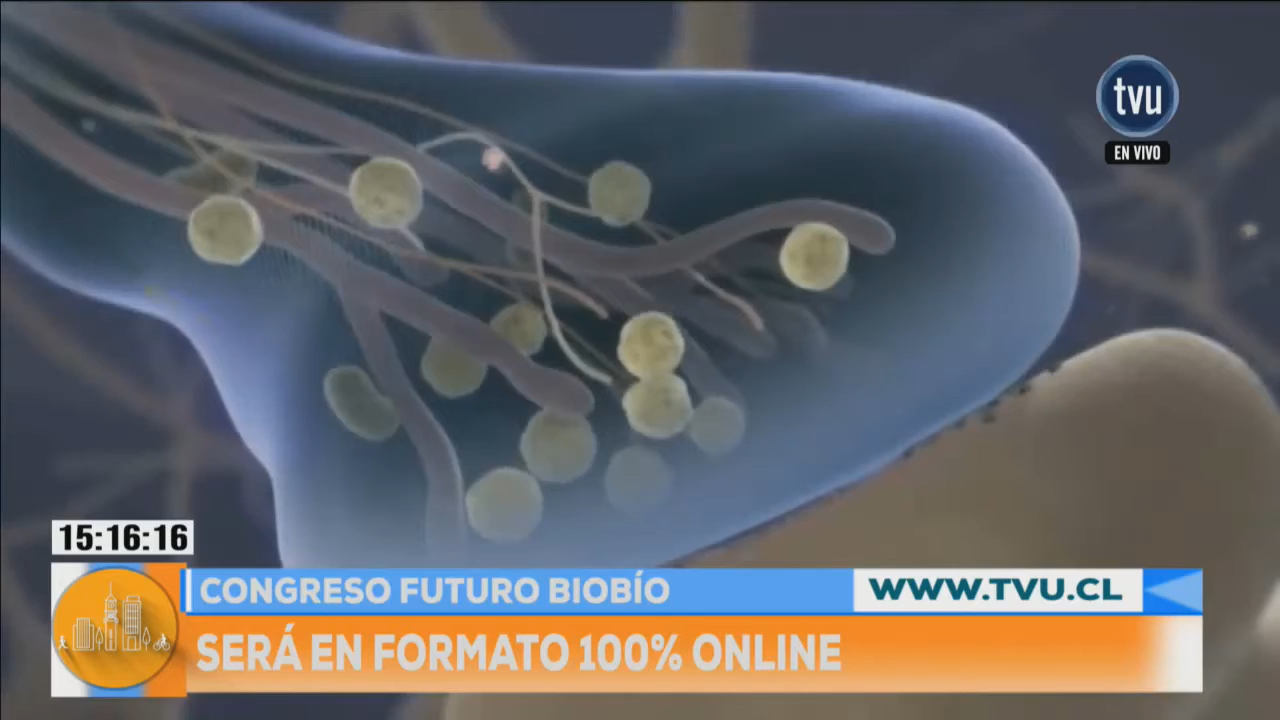 tvu
EN VIVO
15:16:16
CONGRESO FUTURO BIOBÍO
WWW.TVU.CL
SERÁ EN FORMATO 100% ONLINE